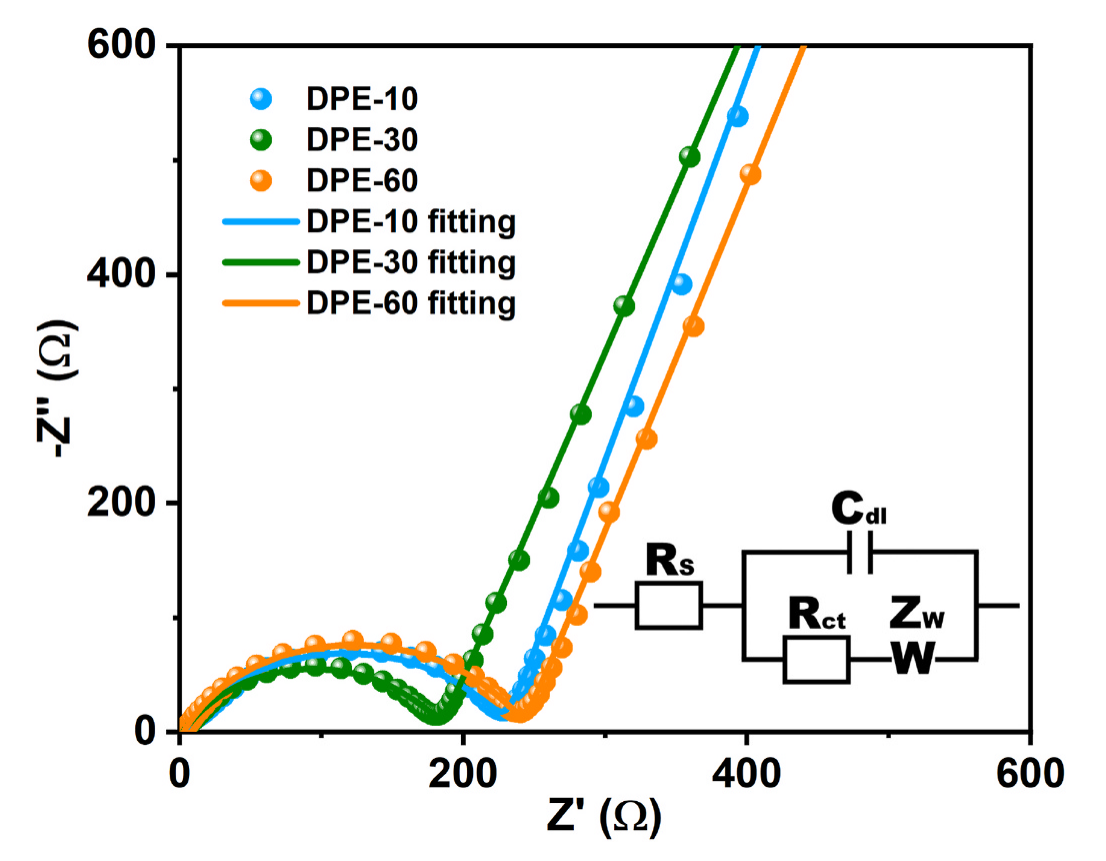 600
400
200
0
-Z'' (Ω)
DPE-10
DPE-30
DPE-60
DPE-10 fitting
DPE-30 fitting
DPE-60 fitting
Cdl
Rs
Rct Zw
W
0 200 400 600
Z' (Ω)